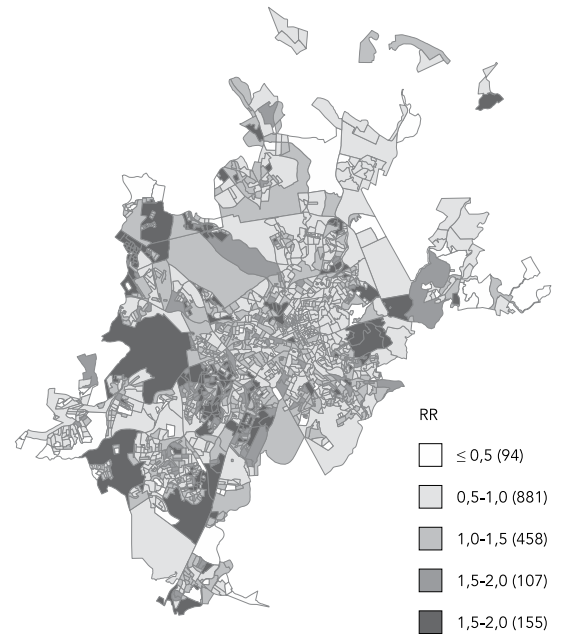 RR
≤ 0,5 (94)
0,5-1,0 (881)
1,0-1,5 (458)
1,5-2,0 (107)
1,5-2,0 (155)